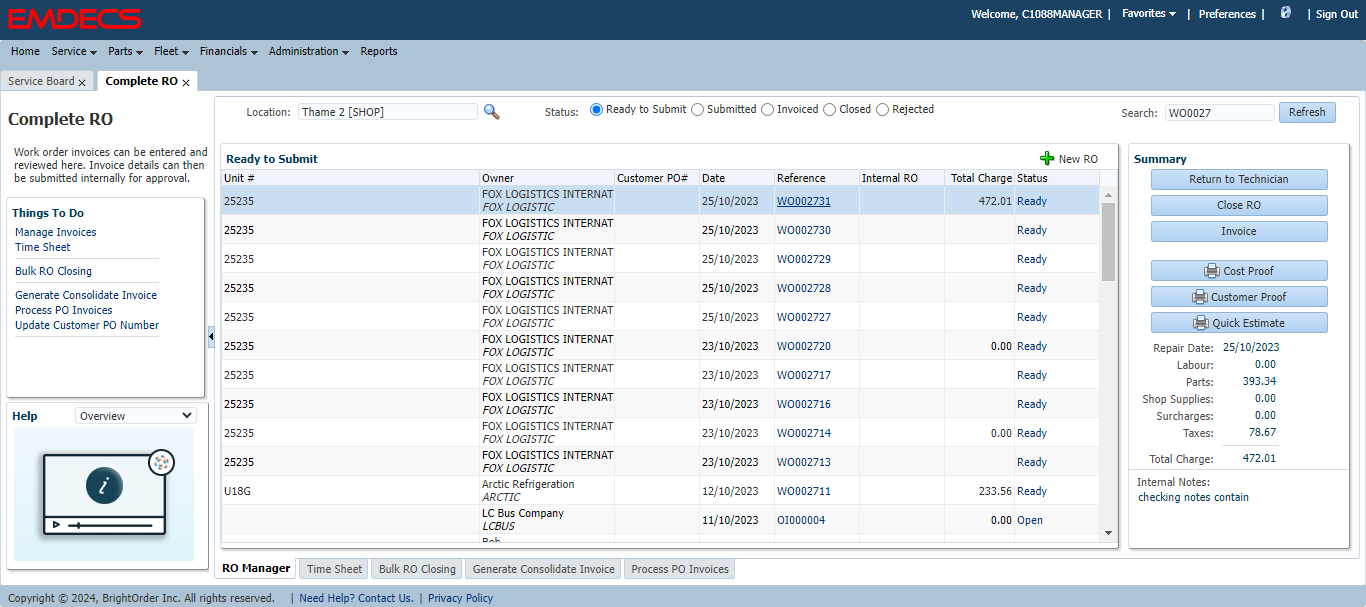 EMDECS
Welcome, C1088MANAGER | Favorites | Preferences | | Sign Out
Home Service Parts Fleet Financials Administration Reports
Service Board x Complete RO x
Complete RO
Work order invoices can be entered and
reviewed here. Invoice details can then
be submitted internally for approval.
Things To Do
Manage Invoices
Time Sheet
Bulk RO Closing
Generate Consolidate Invoice
Process PO Invoices
Update Customer PO Number
Help Overview
i
Location: Thame 2 [SHOP] Status: Ready to Submit Submitted Invoiced Closed Rejected Search: WO0027 Refresh
Ready to Submit New RO
Unit # Owner Customer PO# Date Reference Internal RO Total Charge Status
25235 FOX LOGISTICS INTERNAT 25/10/2023 WO002731 472.01 Ready
FOX LOGISTIC
25235 FOX LOGISTICS INTERNAT 25/10/2023 WO002730 Ready
FOX LOGISTIC
25235 FOX LOGISTICS INTERNAT 25/10/2023 WO002729 Ready
FOX LOGISTIC
25235 FOX LOGISTICS INTERNAT 25/10/2023 WO002728 Ready
FOX LOGISTIC
25235 FOX LOGISTICS INTERNAT 25/10/2023 WO002727 Ready
FOX LOGISTIC
25235 FOX LOGISTICS INTERNAT 23/10/2023 WO002720 0.00 Ready
FOX LOGISTIC
25235 FOX LOGISTICS INTERNAT 23/10/2023 WO002717 Ready
FOX LOGISTIC
25235 FOX LOGISTICS INTERNAT 23/10/2023 WO002716 Ready
FOX LOGISTIC
25235 FOX LOGISTICS INTERNAT 23/10/2023 WO002714 0.00 Ready
FOX LOGISTIC
25235 FOX LOGISTICS INTERNAT 23/10/2023 WO002713 Ready
FOX LOGISTIC
U18G Arctic Refrigeration 12/10/2023 WO002711 233.56 Ready
ARCTIC
LC Bus Company 11/10/2023 OI000004 0.00 Open
LCBUS
Summary
Return to Technician
Close RO
Invoice
Cost Proof
Customer Proof
Quick Estimate
Repair Date: 25/10/2023
Labour: 0.00
Parts: 393.34
Shop Supplies: 0.00
Surcharges: 0.00
Taxes: 78.67
Total Charge: 472.01
Internal Notes:
checking notes contain
RO Manager Time Sheet Bulk RO Closing Generate Consolidate Invoice Process PO Invoices
Copyright © 2024, BrightOrder Inc. All rights reserved. | Need Help? Contact Us. | Privacy Policy